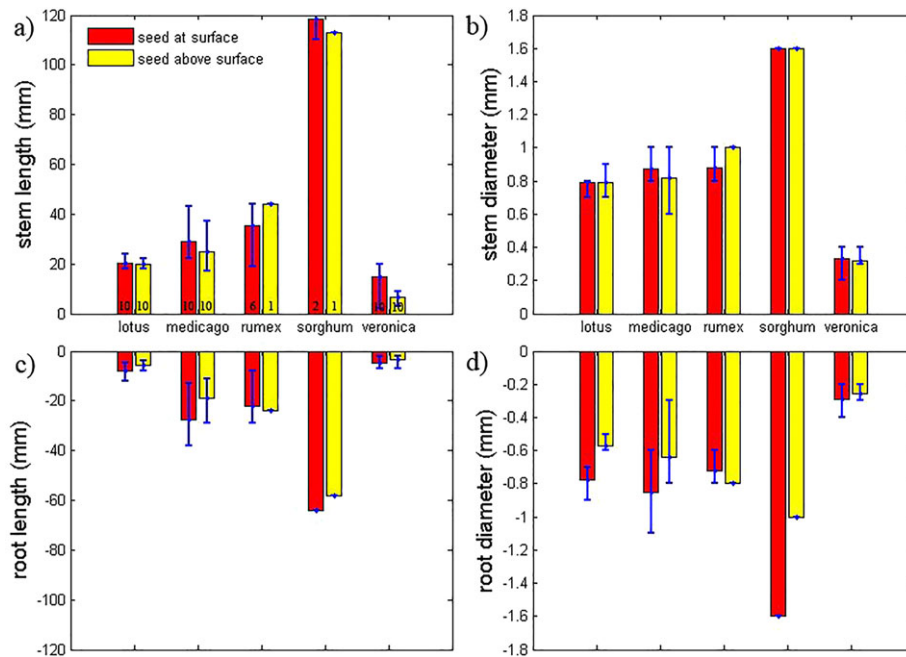 a)
120
100
80
60
40
20
0
stem length (mm)
seed at surface
seed above surface
10 10 10 10 6 1 2 1 10 10
lotus medicago rumex sorghum veronica
b)
1.8
1.6
1.4
1.2
1
0.8
0.6
0.4
0.2
0
stem diameter (mm)
lotus medicago rumex sorghum veronica
c)
0
-20
-40
-60
-80
-100
-120
root length (mm)
d)
0
-0.2
-0.4
-0.6
-0.8
-1
-1.2
-1.4
-1.6
-1.8
root diameter (mm)